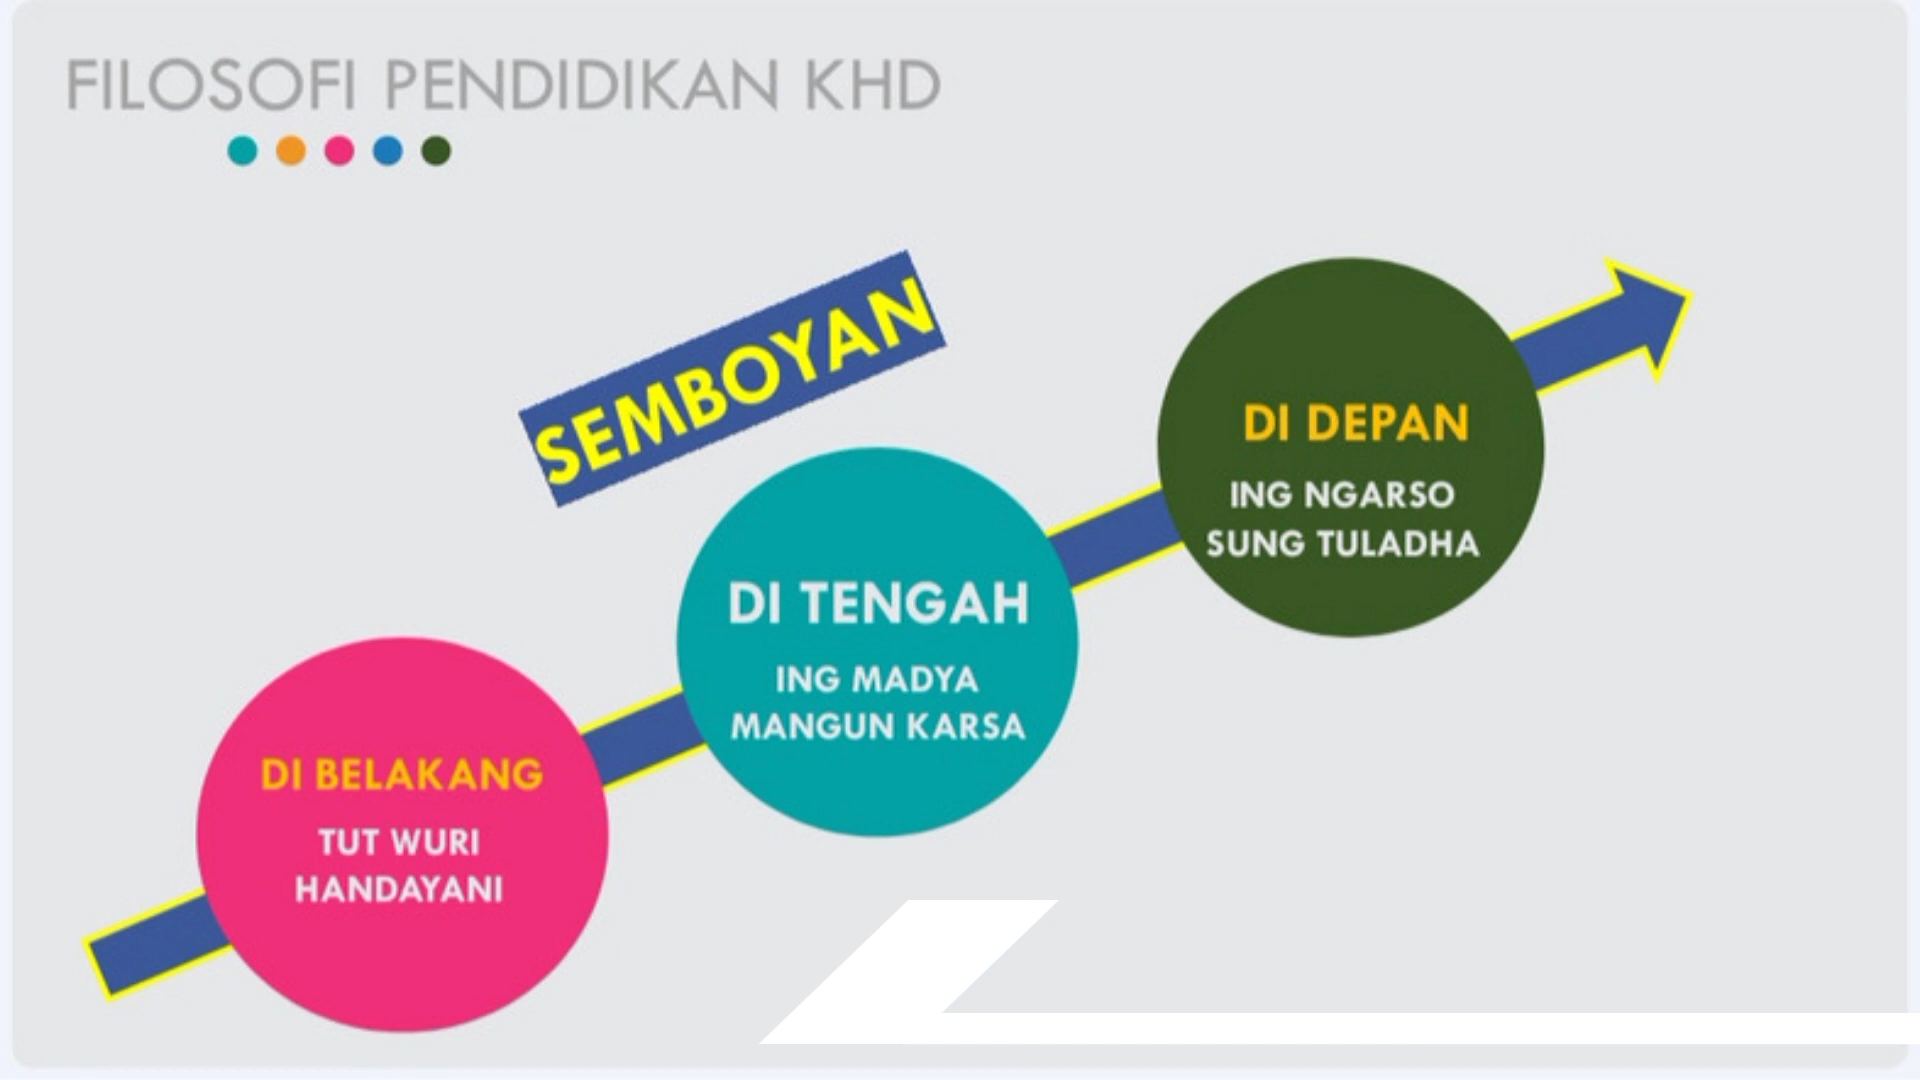 FILOSOFI PENDIDIKAN KHD
SEMBOYAN
DI BELAKANG
TUT WURI
HANDAYANI
DI TENGAH
ING MADYA
MANGUN KARSA
DI DEPAN
ING NGARSO
SUNG TULADHA